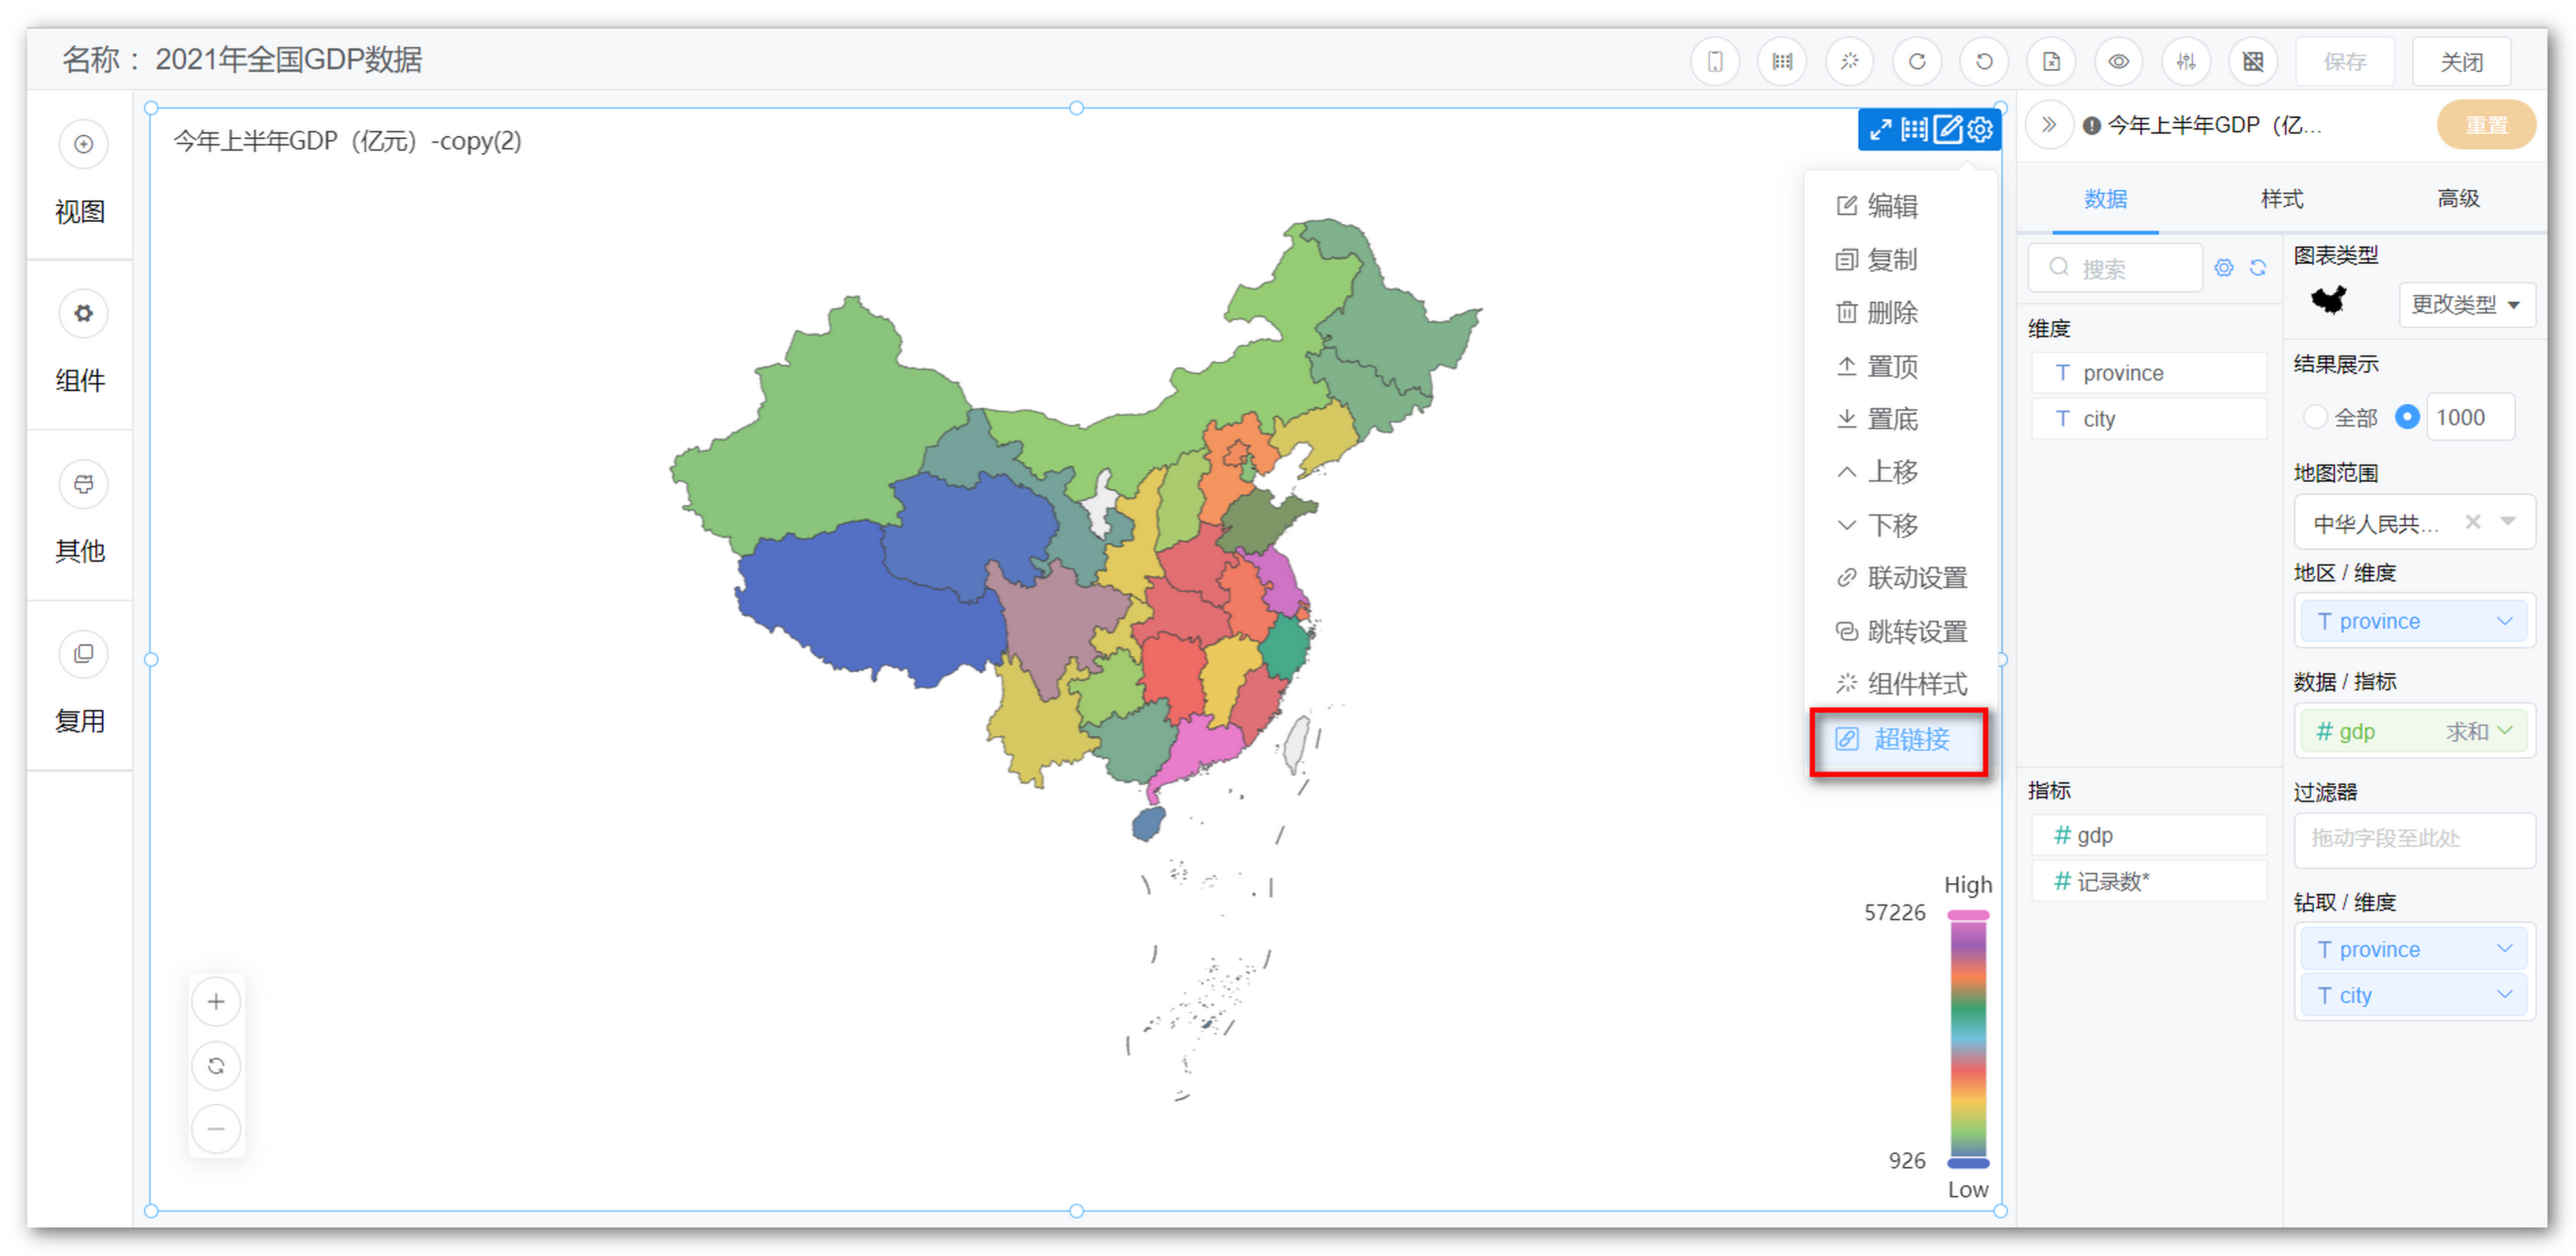 名称： 2021年全国GDP数据
保存
关闭
视图
组件
其他
复用
今年上半年GDP（亿元）-copy(2)
编辑
复制
删除
置顶
置底
上移
下移
联动设置
跳转设置
组件样式
超链接
High
57226
926
Low
今年上半年GDP（亿...
重置
数据
样式
高级
搜索
维度
T province
T city
指标
# gdp
# 记录数*
图表类型
更改类型
结果展示
全部
1000
地图范围
中华人民共...
地区 / 维度
T province
数据 / 指标
# gdp 求和
过滤器
拖动字段至此处
钻取 / 维度
T province
T city